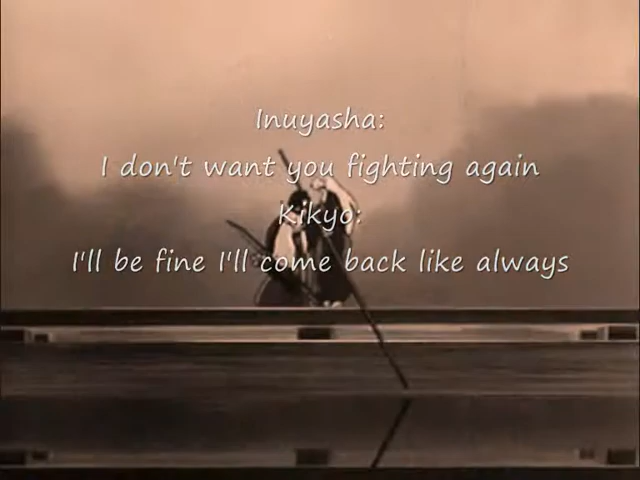 Inuyasha:
I don't want you fighting again
Kikyo:
I'll be fine I'll come back like always